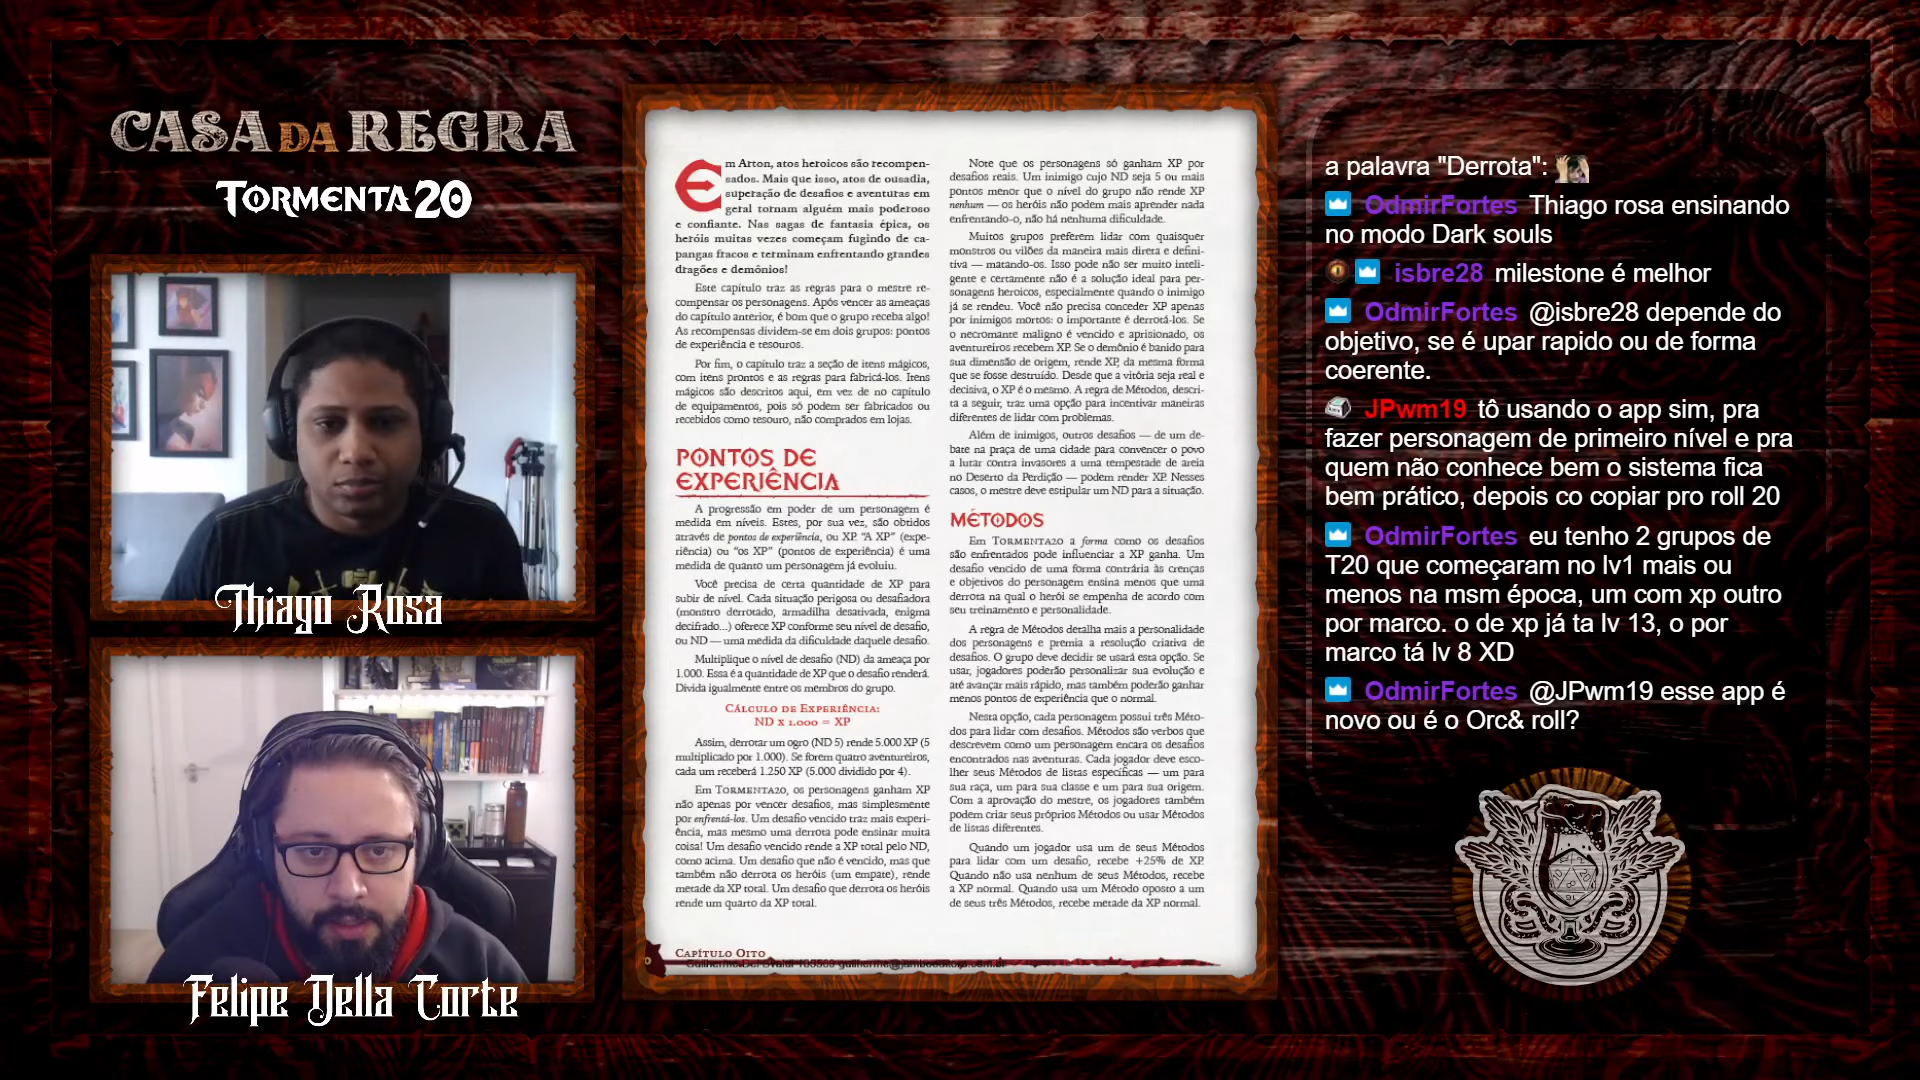 CASA DA REGRA
TORMENTA20
Thiago Rosa
Felipe Della Corte
Em Arton, atos heroicos são recompen-
sados. Mais que isso, atos de ousadia,
superação de desafios e aventuras em
geral tornam alguém mais poderoso
e confiante. Nas sagas de fantasia épica, os
heróis muitas vezes começam fugindo de ca-
pangas fracos e terminam enfrentando grandes
dragões e demônios!
Este capítulo traz as regras para o mestre re-
compensar os personagens. Após vencer as ameaças
do capítulo anterior, é bom que o grupo receba algo!
As recompensas dividem-se em dois grupos: pontos
de experiência e tesouros.
Por fim, o capítulo traz a seção de itens mágicos,
com itens prontos e as regras para fabricá-los. Itens
mágicos são descritos aqui, em vez de no capítulo
de equipamentos, pois só podem ser fabricados ou
recebidos como tesouro, não comprados em lojas.
PONTOS DE
EXPERIÊNCIA
A progressão em poder de um personagem é
medida em níveis. Estes, por sua vez, são obtidos
através de pontos de experiência, ou XP. "A XP" (expe-
riência) ou "os XP" (pontos de experiência) é uma
medida de quanto um personagem já evoluiu.
Você precisa de certa quantidade de XP para
subir de nível. Cada situação perigosa ou desafiadora
(monstro derrotado, armadilha desativada, enigma
decifrado...) oferece XP conforme seu nível de desafio,
ou ND — uma medida da dificuldade daquele desafio.
Multiplique o nível de desafio (ND) da ameaça por
1.000. Essa é a quantidade de XP que o desafio renderá.
Divida igualmente entre os membros do grupo.
CÁLCULO DE EXPERIÊNCIA:
ND X 1.000 = XP
Assim, derrotar um ogro (ND 5) rende 5.000 XP (5
multiplicado por 1.000). Se forem quatro aventureiros,
cada um receberá 1.250 XP (5.000 dividido por 4).
Em TORMENTA20, os personagens ganham XP
não apenas por vencer desafios, mas simplesmente
por enfrentá-los. Um desafio vencido traz mais experi-
ência, mas mesmo uma derrota pode ensinar muita
coisa! Um desafio vencido rende a XP total pelo ND,
como acima. Um desafio que não é vencido, mas que
também não derrota os heróis (um empate), rende
metade da XP total. Um desafio que derrota os heróis
rende um quarto da XP total.
Note que os personagens só ganham XP por
desafios reais. Um inimigo cujo ND seja 5 ou mais
pontos menor que o nível do grupo não rende XP
nenhum — os heróis não podem mais aprender nada
enfrentando-o, não há nenhuma dificuldade.
Muitos grupos preferem lidar com quaisquer
monstros ou vilões da maneira mais direta e defini-
tiva — matando-os. Isso pode não ser muito inteli-
gente e certamente não é a solução ideal para per-
sonagens heroicos, especialmente quando o inimigo
já se rendeu. Você não precisa conceder XP apenas
por inimigos mortos: o importante é derrotá-los. Se
o necromante maligno é vencido e aprisionado, os
aventureiros recebem XP. Se o demônio é banido para
sua dimensão de origem, rende XP, da mesma forma
que se fosse destruído. Desde que a vitória seja real e
decisiva, o XP é o mesmo. A regra de Métodos, descri-
ta a seguir, traz uma opção para incentivar maneiras
diferentes de lidar com problemas.
Além de inimigos, outros desafios — de um de-
bate na praça de uma cidade para convencer o povo
a lutar contra invasores a uma tempestade de areia
no Deserto da Perdição — podem render XP. Nesses
casos, o mestre deve estipular um ND para a situação.
MÉTODOS
Em TORMENTA20 a forma como os desafios
são enfrentados pode influenciar a XP ganha. Um
desafio vencido de uma forma contrária às crenças
e objetivos do personagem ensina menos que uma
derrota na qual o herói se empenha de acordo com
seu treinamento e personalidade.
A regra de Métodos detalha mais a personalidade
dos personagens e premia a resolução criativa de
desafios. O grupo deve decidir se usará esta opção. Se
usar, jogadores poderão personalizar sua evolução e
até avançar mais rápido, mas também poderão ganhar
menos pontos de experiência que o normal.
Nesta opção, cada personagem possui três Méto-
dos para lidar com desafios. Métodos são verbos que
descrevem como um personagem encara os desafios
encontrados nas aventuras. Cada jogador deve esco-
lher seus Métodos de listas específicas — um para
sua raça, um para sua classe e um para sua origem.
Com a aprovação do mestre, os jogadores também
podem criar seus próprios Métodos ou usar Métodos
de listas diferentes.
Quando um jogador usa um de seus Métodos
para lidar com um desafio, recebe +25% de XP.
Quando não usa nenhum de seus Métodos, recebe
a XP normal. Quando usa um Método oposto a um
de seus três Métodos, recebe metade da XP normal.
CAPÍTULO OITO
a palavra "Derrota":
OdmirFortes Thiago rosa ensinando
no modo Dark souls
isbre28 milestone é melhor
OdmirFortes @isbre28 depende do
objetivo, se é upar rapido ou de forma
coerente.
JPwm19 tô usando o app sim, pra
fazer personagem de primeiro nível e pra
quem não conhece bem o sistema fica
bem prático, depois co copiar pro roll 20
OdmirFortes eu tenho 2 grupos de
T20 que começaram no lv1 mais ou
menos na msm época, um com xp outro
por marco. o de xp já ta lv 13, o por
marco tá lv 8 XD
OdmirFortes @JPwm19 esse app é
novo ou é o Orc& roll?